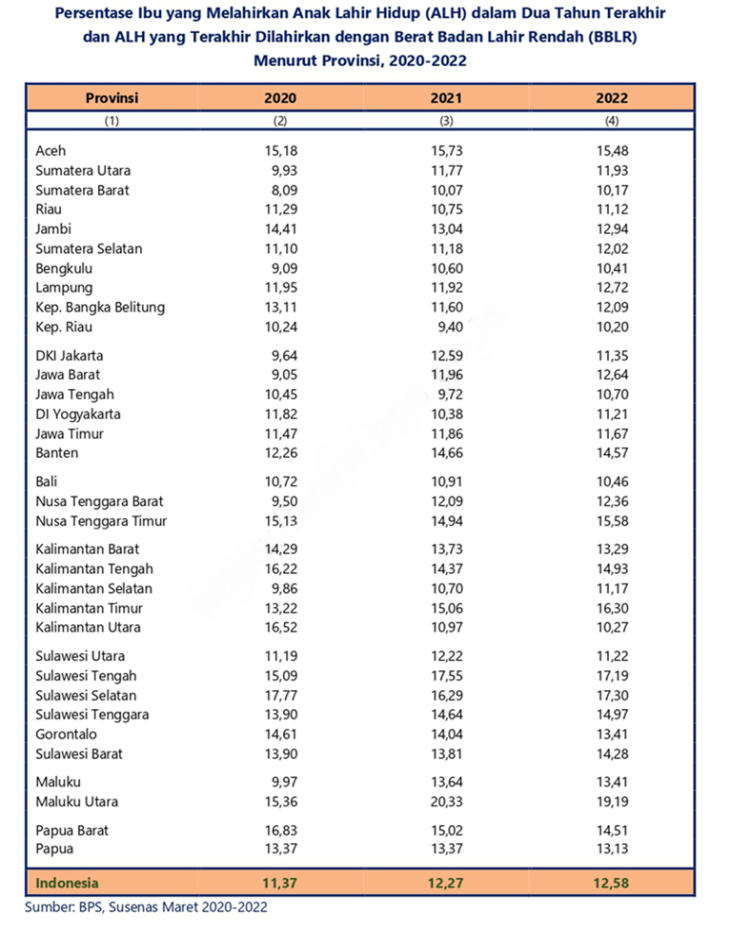 Persentase Ibu yang Melahirkan Anak Lahir Hidup (ALH) dalam Dua Tahun Terakhir
dan ALH yang Terakhir Dilahirkan dengan Berat Badan Lahir Rendah (BBLR)
Menurut Provinsi, 2020-2022
Provinsi 2020 2021 2022
(1) (2) (3) (4)
Aceh 15,18 15,73 15,48
Sumatera Utara 9,93 11,77 11,93
Sumatera Barat 8,09 10,07 10,17
Riau 11,29 10,75 11,12
Jambi 14,41 13,04 12,94
Sumatera Selatan 11,10 11,18 12,02
Bengkulu 9,09 10,60 10,41
Lampung 11,95 11,92 12,72
Kep. Bangka Belitung 13,11 11,60 12,09
Kep. Riau 10,24 9,40 10,20
DKI Jakarta 9,64 12.59 11,35
Jawa Barat 9,05 11,96 12,64
Jawa Tengah 10,45 9,72 10,70
DI Yogyakarta 11,82 10,38 11,21
Jawa Timur 11,47 11,86 11,67
Banten 12,26 14,66 14,57
Bali 10,72 10,91 10,46
Nusa Tenggara Barat 9,50 12,09 12,36
Nusa Tenggara Timur 15,13 14,94 15,58
Kalimantan Barat 14,29 13,73 13,29
Kalimantan Tengah 16,22 14,37 14,93
Kalimantan Selatan 9,86 10,70 11,17
Kalimantan Timur 13,22 15,06 16,30
Kalimantan Utara 16,52 10,97 10,27
Sulawesi Utara 11,19 12,22 11,22
Sulawesi Tengah 15,09 17,55 17,19
Sulawesi Selatan 17,77 16,29 17,30
Sulawesi Tenggara 13,90 14,64 14,97
Gorontalo 14,61 14,04 13,41
Sulawesi Barat 13,90 13,81 14,28
Maluku 9,97 13,64 13,41
Maluku Utara 15,36 20,33 19,19
Papua Barat 16,83 15,02 14,51
Papua 13,37 13,37 13,13
Indonesia 11,37 12,27 12,58
Sumber: BPS, Susenas Maret 2020-2022